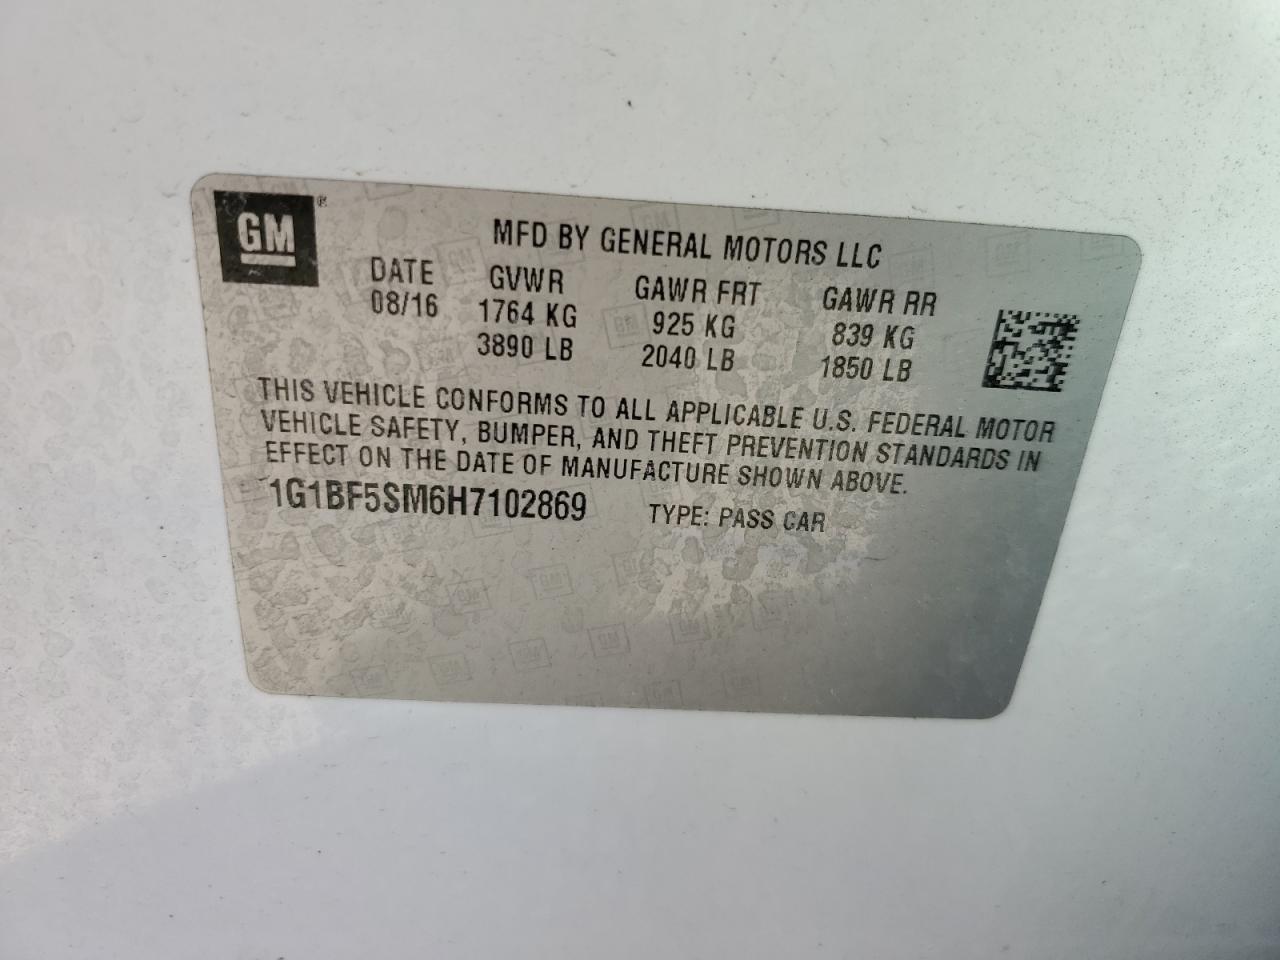 GM®
MFD BY GENERAL MOTORS LLC
DATE GVWR GAWR FRT GAWR RR
08/16 1764 KG 925 KG 839 KG
3890 LB 2040 LB 1850 LB
THIS VEHICLE CONFORMS TO ALL APPLICABLE U.S. FEDERAL MOTOR
VEHICLE SAFETY, BUMPER, AND THEFT PREVENTION STANDARDS IN
EFFECT ON THE DATE OF MANUFACTURE SHOWN ABOVE.
1G1BF5SM6H7102869 TYPE: PASS CAR